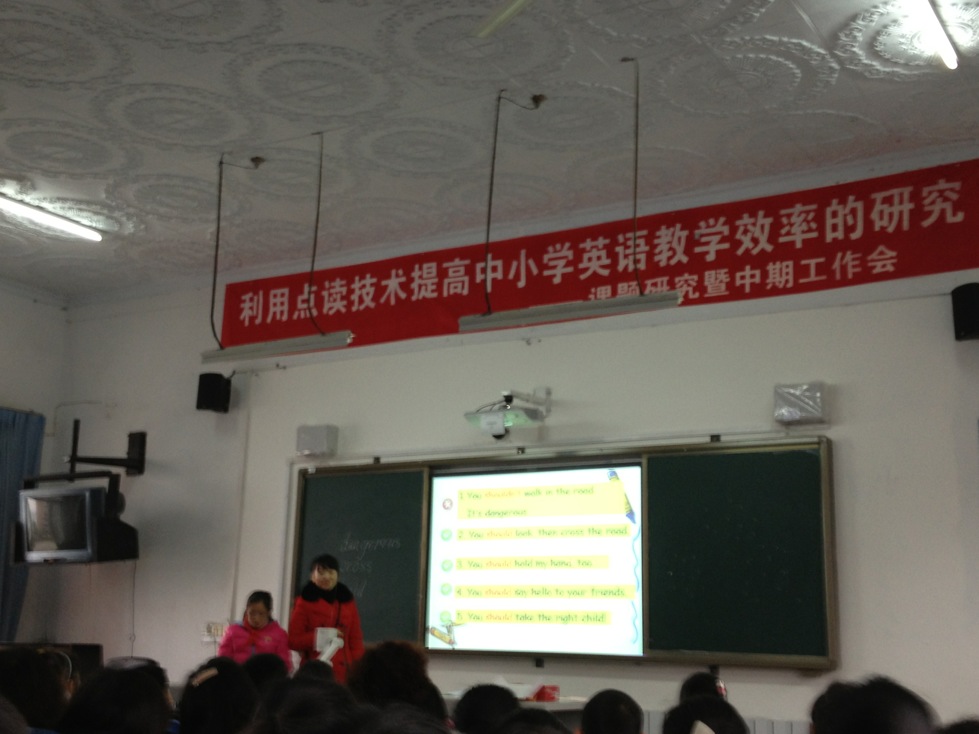 利用点读技术提高中小学英语教学效率的研究
课题研究暨中期工作会
dangerous
1. You shouldn't walk in the road.
It's dangerous.
2. You should look, then cross the road.
3. You should hold my hand, too.
4. You should say hello to your friends.
5. You should take the right child.